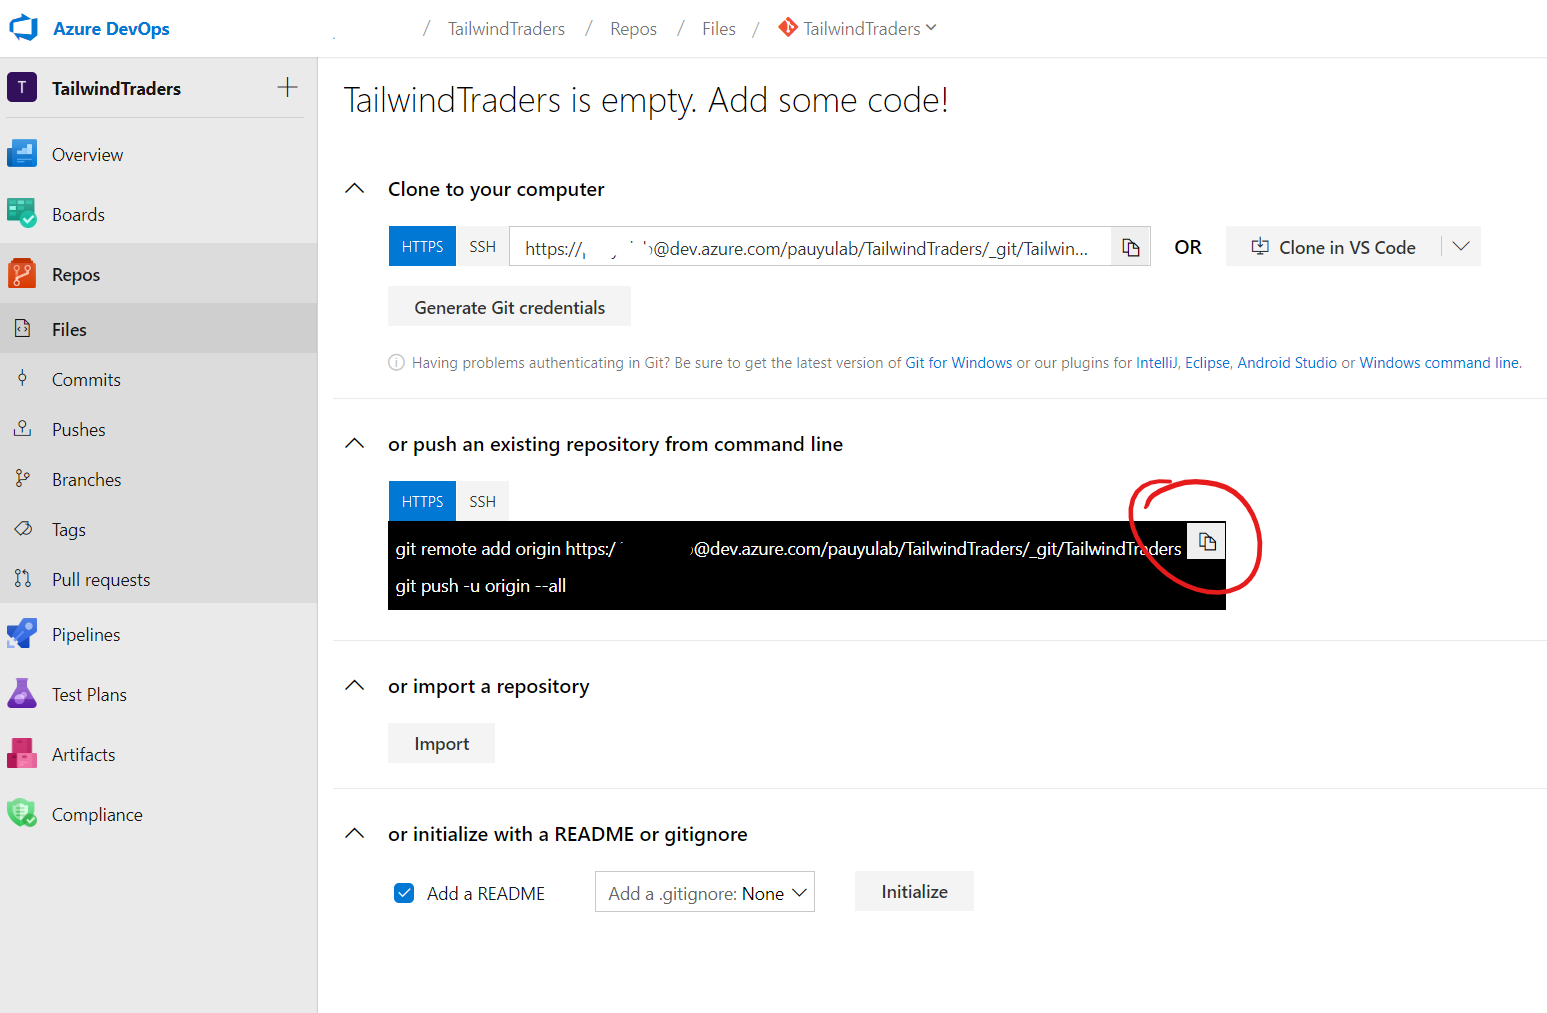 Azure DevOps
/ TailwindTraders / Repos / Files / TailwindTraders
T TailwindTraders
Overview
Boards
Repos
Files
Commits
Pushes
Branches
Tags
Pull requests
Pipelines
Test Plans
Artifacts
Compliance
TailwindTraders is empty. Add some code!
Clone to your computer
HTTPS SSH https:// @dev.azure.com/pauyulab/TailwindTraders/_git/Tailwin... OR Clone in VS Code
Generate Git credentials
Having problems authenticating in Git? Be sure to get the latest version of Git for Windows or our plugins for IntelliJ, Eclipse, Android Studio or Windows command line.
or push an existing repository from command line
HTTPS SSH
git remote add origin https:/ @dev.azure.com/pauyulab/TailwindTraders/_git/TailwindTraders
git push -u origin --all
or import a repository
Import
or initialize with a README or gitignore
Add a README Add a .gitignore: None Initialize